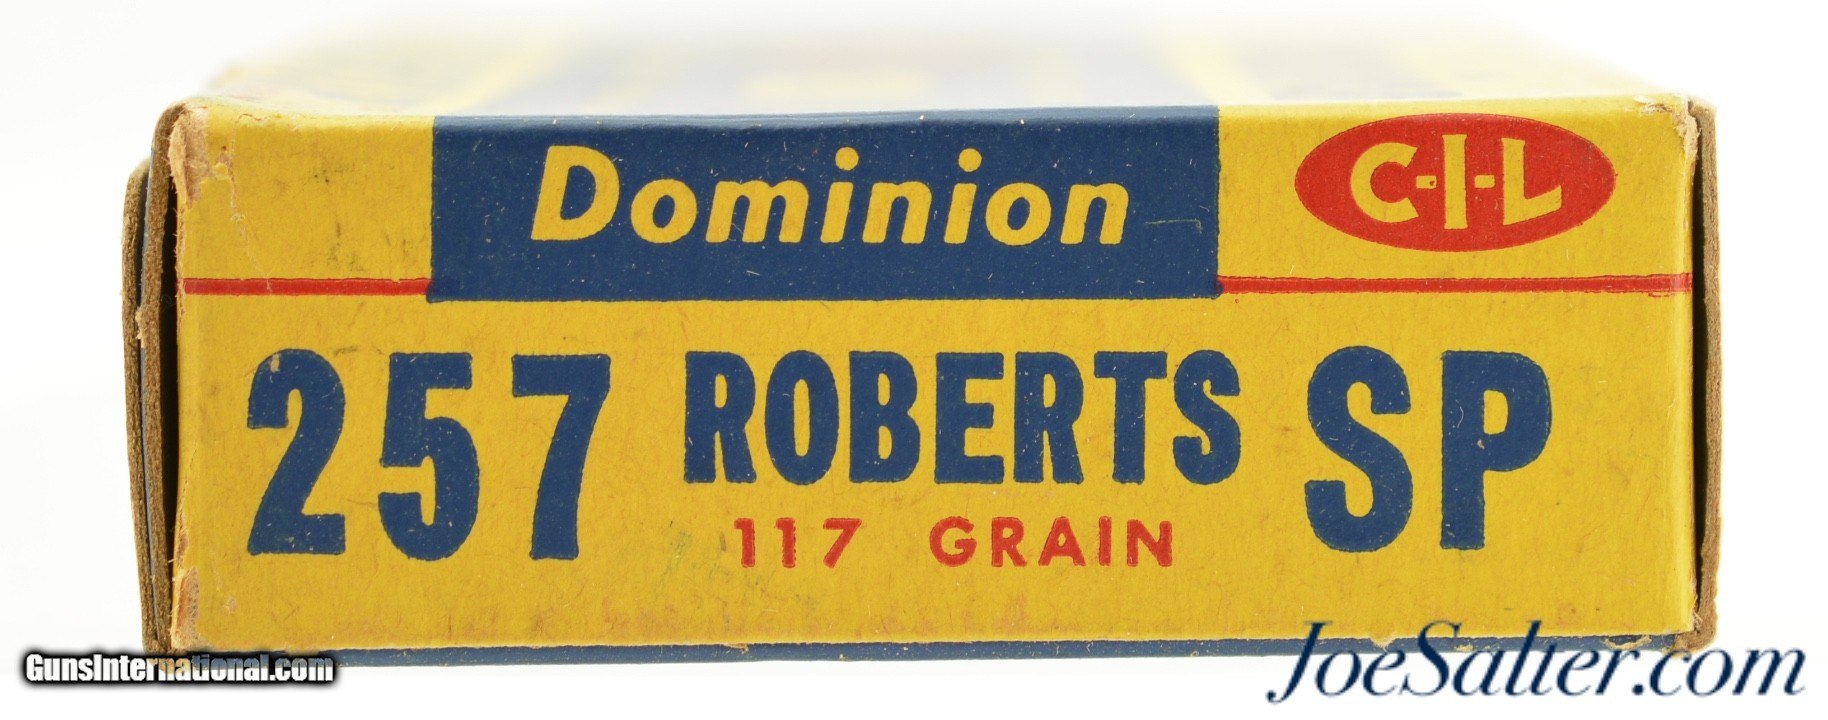 Dominion
C-I-L
257 ROBERTS SP
117 GRAIN
GunsInternational.com
JoeSalter.com